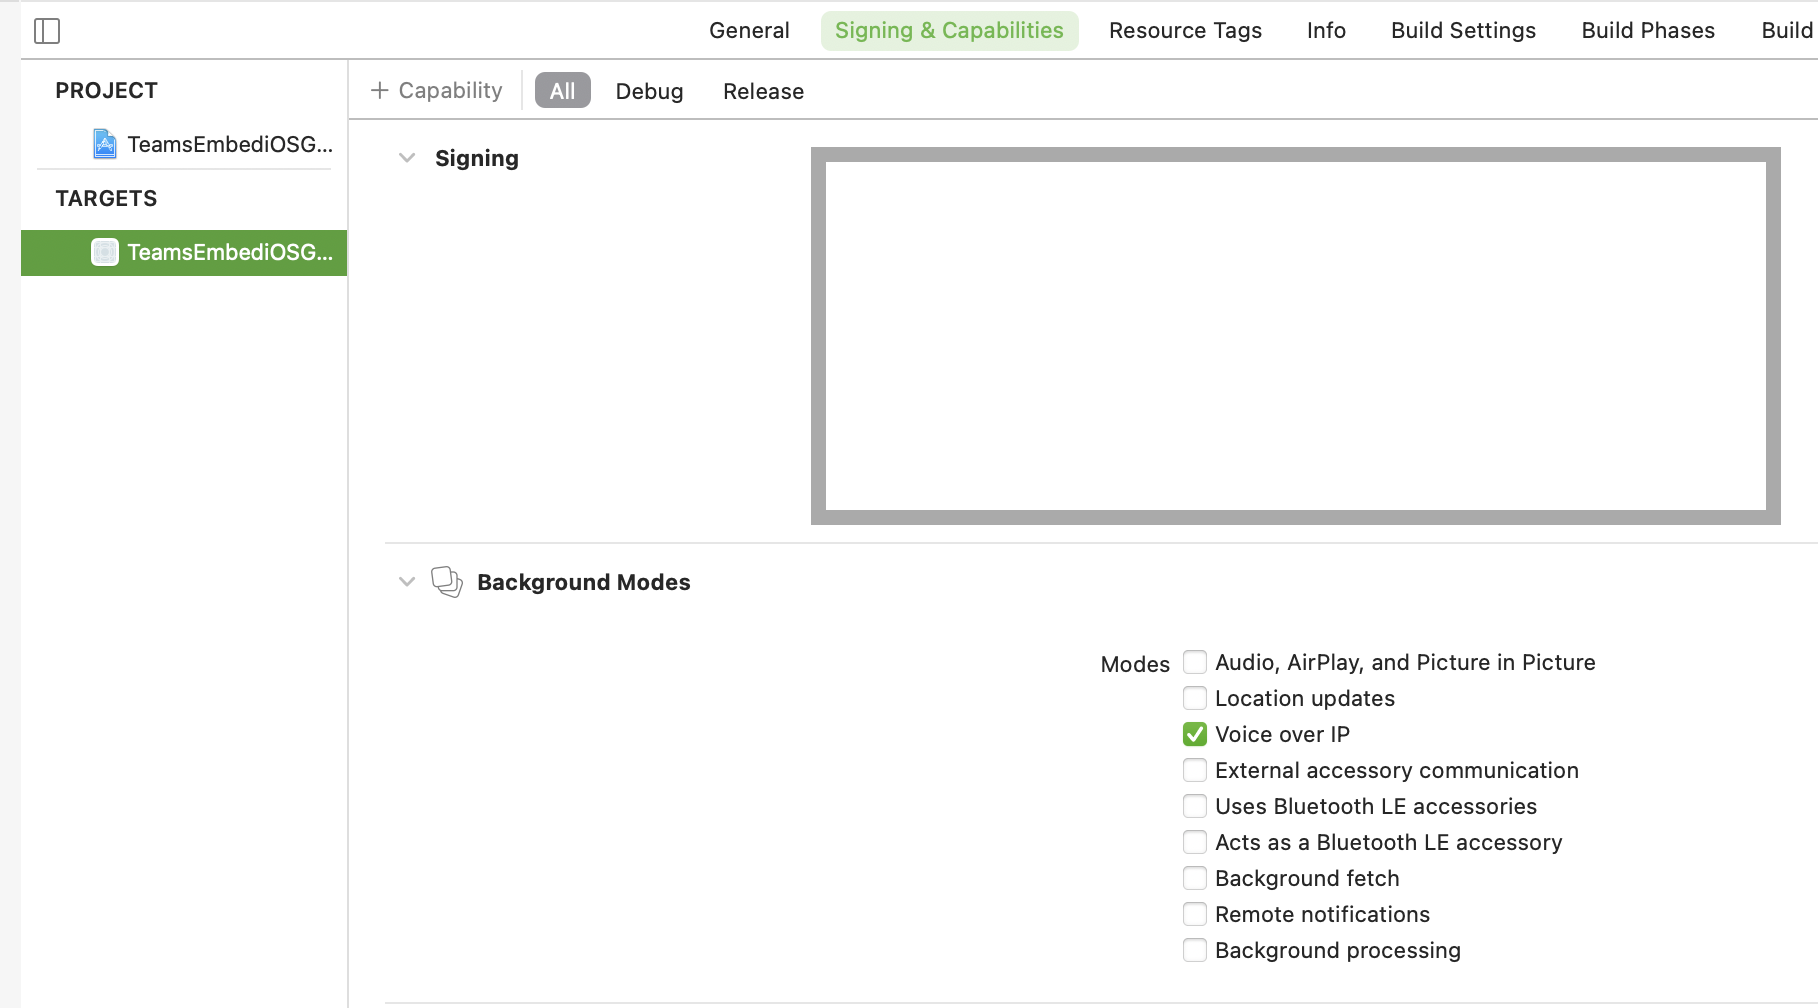 General Signing & Capabilities Resource Tags Info Build Settings Build Phases Build
PROJECT
TeamsEmbediOSG...
TARGETS
TeamsEmbediOSG...
+ Capability All Debug Release
Signing
Background Modes
Modes Audio, AirPlay, and Picture in Picture
Location updates
Voice over IP
External accessory communication
Uses Bluetooth LE accessories
Acts as a Bluetooth LE accessory
Background fetch
Remote notifications
Background processing